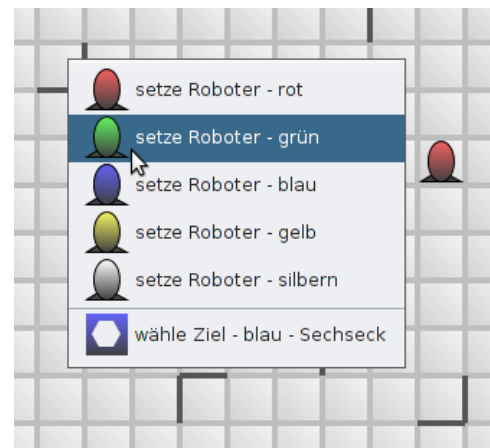 setze Roboter - rot
setze Roboter - grün
setze Roboter - blau
setze Roboter - gelb
setze Roboter - silbern
wähle Ziel - blau - Sechseck